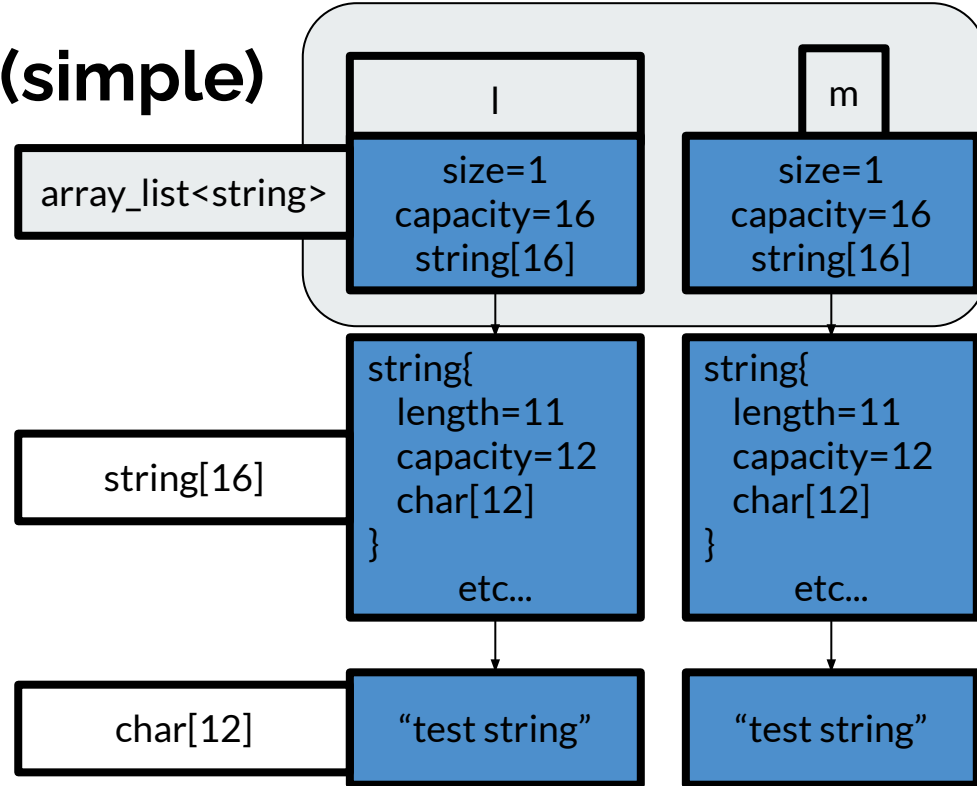 (simple)
l
m
array_list<string>
size=1
capacity=16
string[16]
size=1
capacity=16
string[16]
string[16]
string{
length=11
capacity=12
char[12]
}
etc...
string{
length=11
capacity=12
char[12]
}
etc...
char[12]
“test string”
“test string”